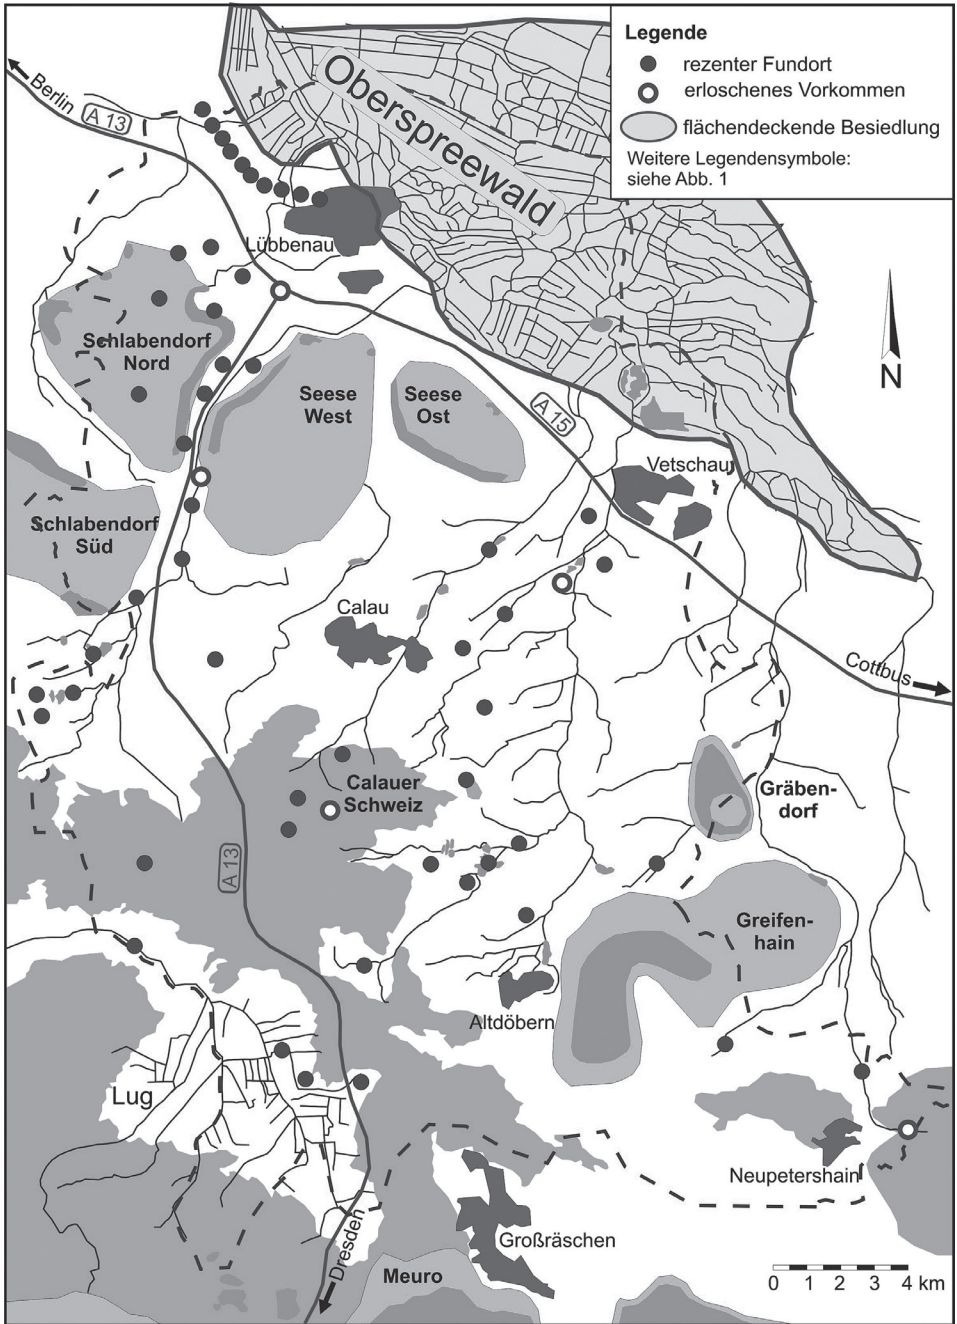 Legende
rezenter Fundort
erloschenes Vorkommen
flächendeckende Besiedlung
Weitere Legendensymbole:
siehe Abb. 1
Berlin
A 13
Oberspreewald
Lübbenau
N
Schlabendorf
Nord
Seese
West
Seese
Ost
A 15
Vetschau
Schlabendorf
Süd
Calau
Cottbus
Calauer
Schweiz
Gräben-
dorf
A 13
Greifen-
hain
Altdöbern
Lug
Neupetershain
Großräschen
Dresden
Meuro
0 1 2 3 4 km